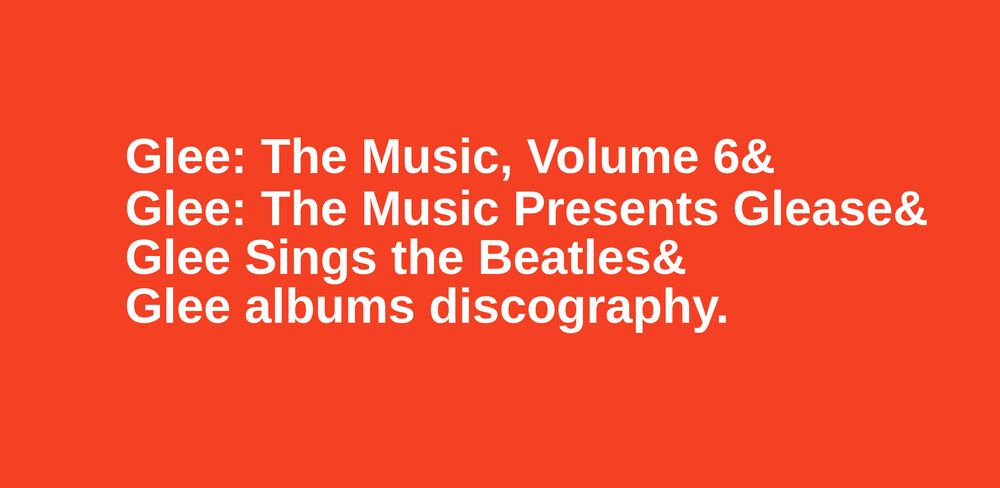 Glee: The Music, Volume 6&
Glee: The Music Presents Glease&
Glee Sings the Beatles&
Glee albums discography.